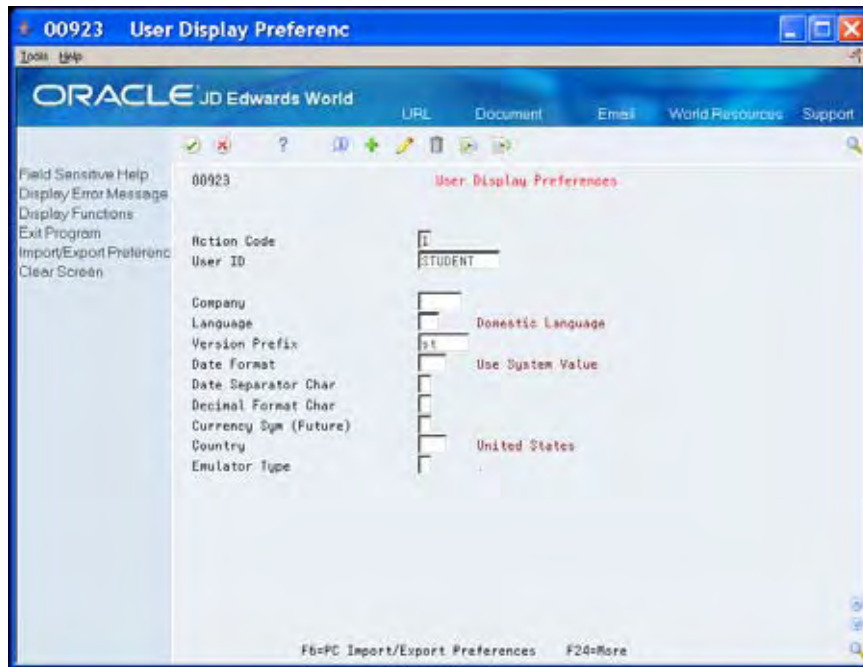 00923 User Display Preferenc
Tools Help
ORACLE JD Edwards World
URL Document Email World Resources Support
Field Sensitive Help
Display Error Message
Display Functions
Exit Program
Import/Export Preferenc
Clear Screen
00923 User Display Preferences
Action Code I
User ID STUDENT
Company
Language Domestic Language
Version Prefix st
Date Format Use System Value
Date Separator Char
Decimal Format Char
Currency Sym (Future)
Country United States
Emulator Type .
F6=PC Import/Export Preferences F24=More